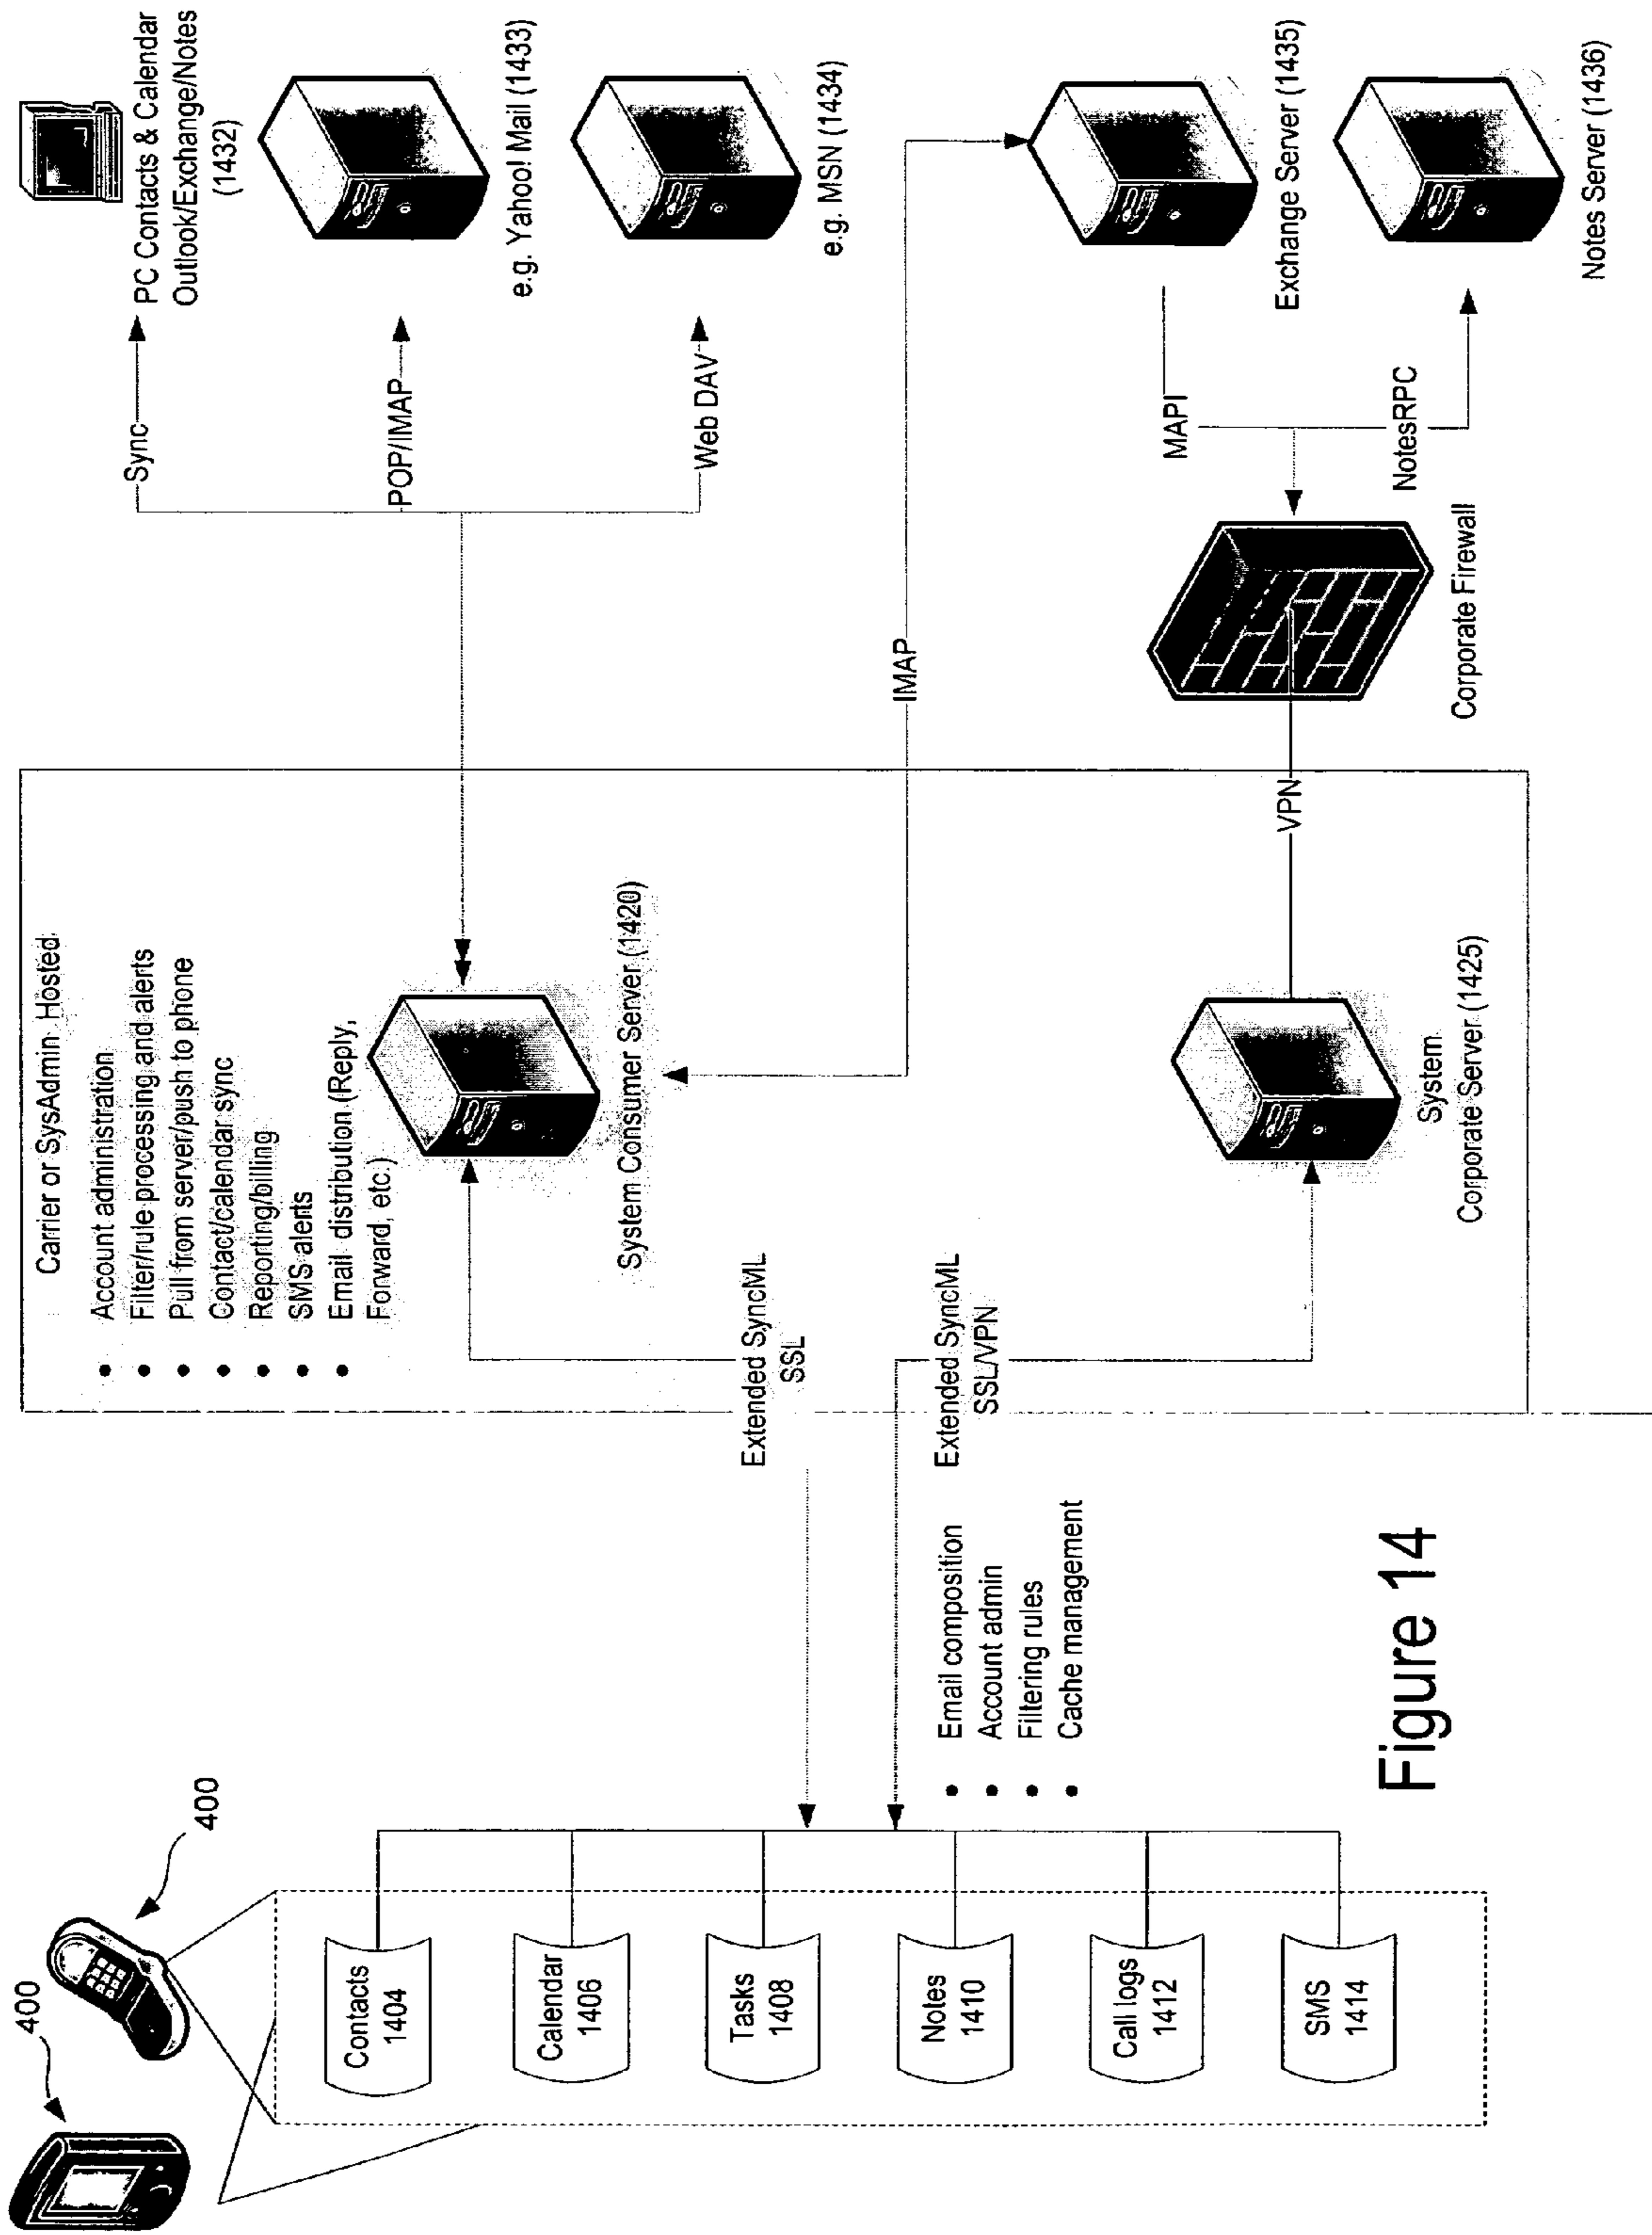 400
400
Contacts
1404
Calendar
1406
Tasks
1408
Notes
1410
Call logs
1412
SMS
1414
• Email composition
• Account admin
• Filtering rules
• Cache management
Extended SyncML
SSL
Extended SyncML
SSL/VPN
Carrier or SysAdmin Hosted:
• Account administration
• Filter/rule processing and alerts
• Pull from server/push to phone
• Contact/calendar sync
• Reporting/billing
• SMS alerts
• Email distribution (Reply,
Forward, etc.)
System Consumer Server (1420)
System
Corporate Server (1425)
VPN
IMAP
Corporate Firewall
Sync
POP/IMAP
Web DAV
MAPI
NotesRPC
PC Contacts & Calendar
Outlook/Exchange/Notes
(1432)
e.g. Yahoo! Mail (1433)
e.g. MSN (1434)
Exchange Server (1435)
Notes Server (1436)
Figure 14